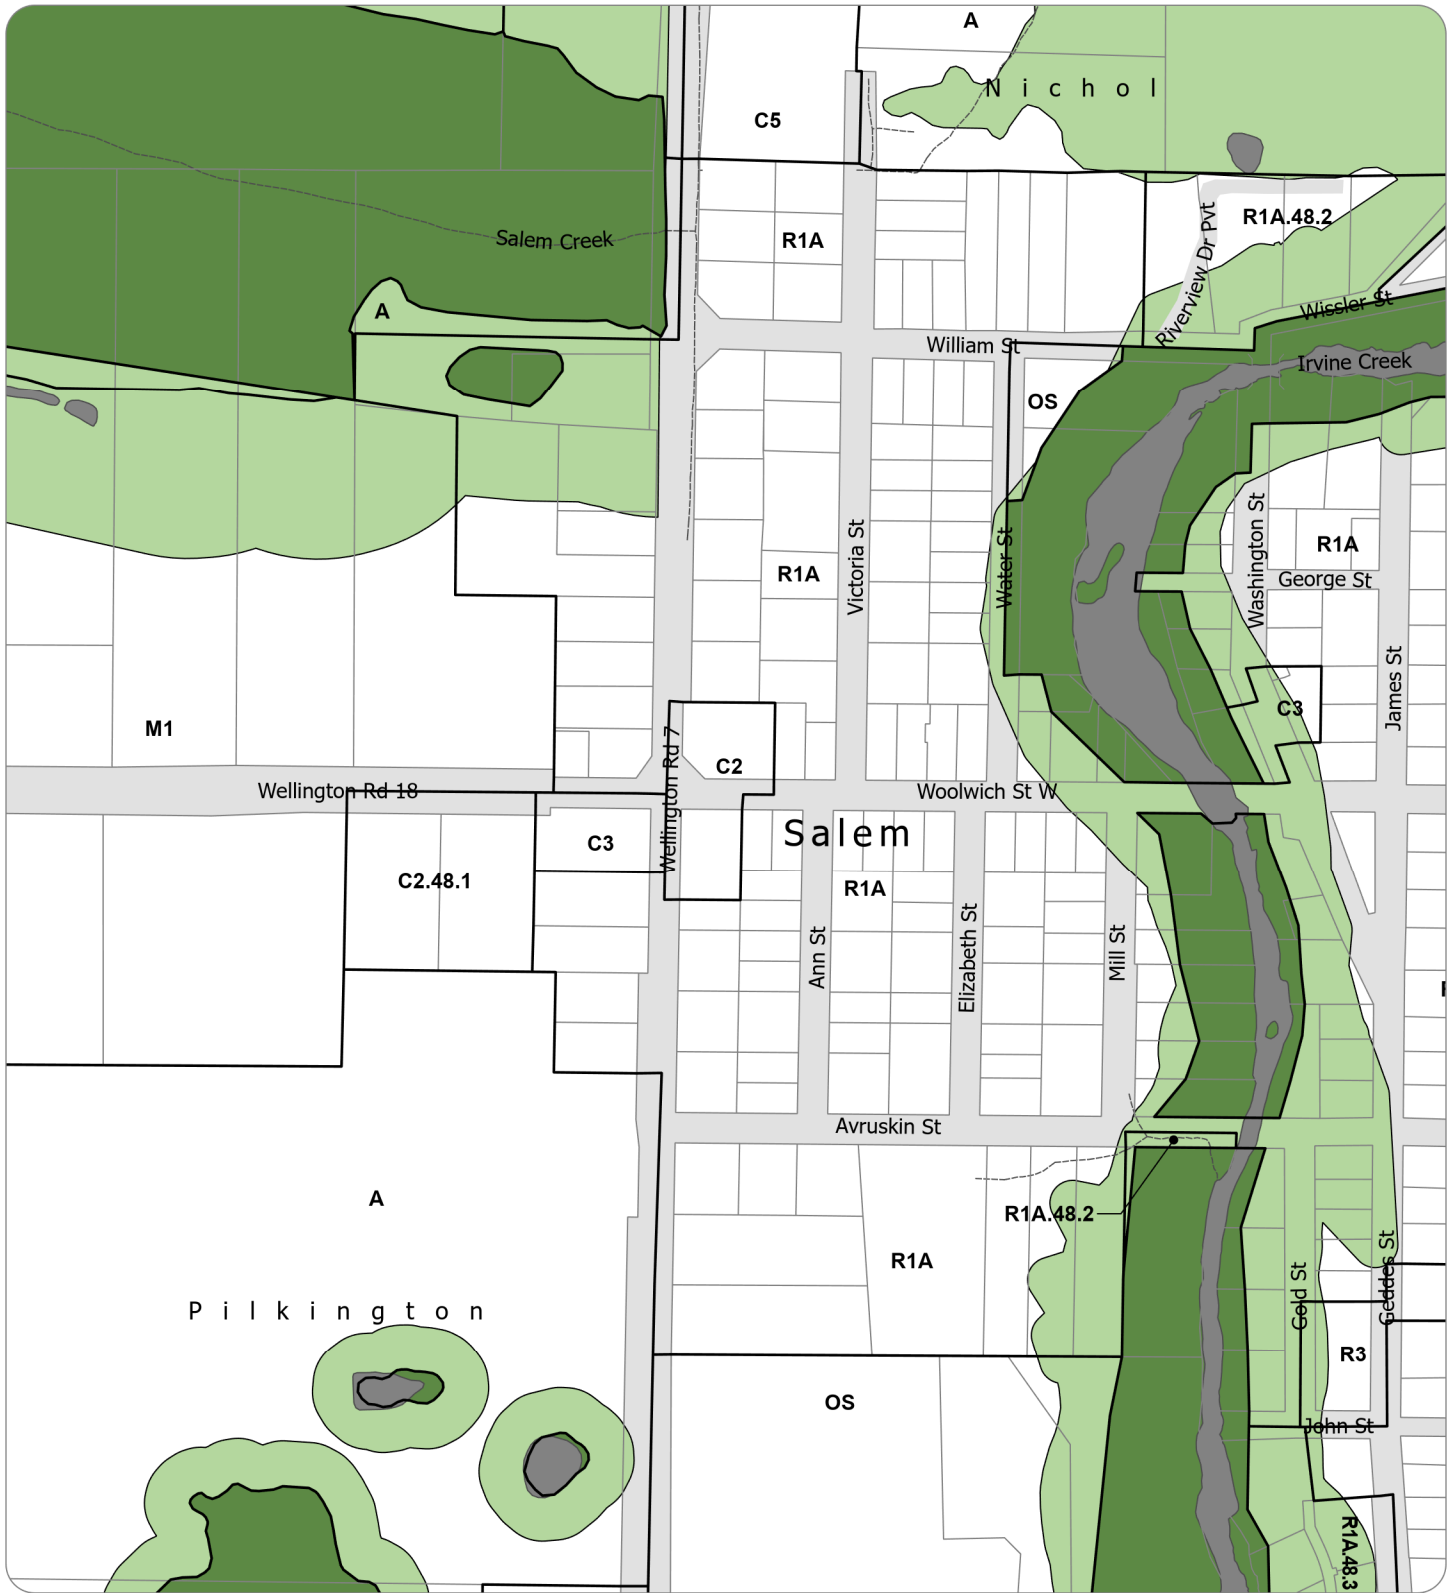 A
N i c h o l
C5
R1A.48.2
R1A
Riverview Dr Pvt
Salem Creek
A
Wissler St
William St
Irvine Creek
OS
Victoria St
Water St
Washington St
R1A
R1A
George St
James St
C3
M1
Wellington Rd 7
C2
Wellington Rd 18
Woolwich St W
Salem
C3
C2.48.1
R1A
Ann St
Elizabeth St
Mill St
Avruskin St
A
R1A.48.2
R1A
Geddes St
Cold St
P i l k i n g t o n
R3
OS
John St
R1A.48.3